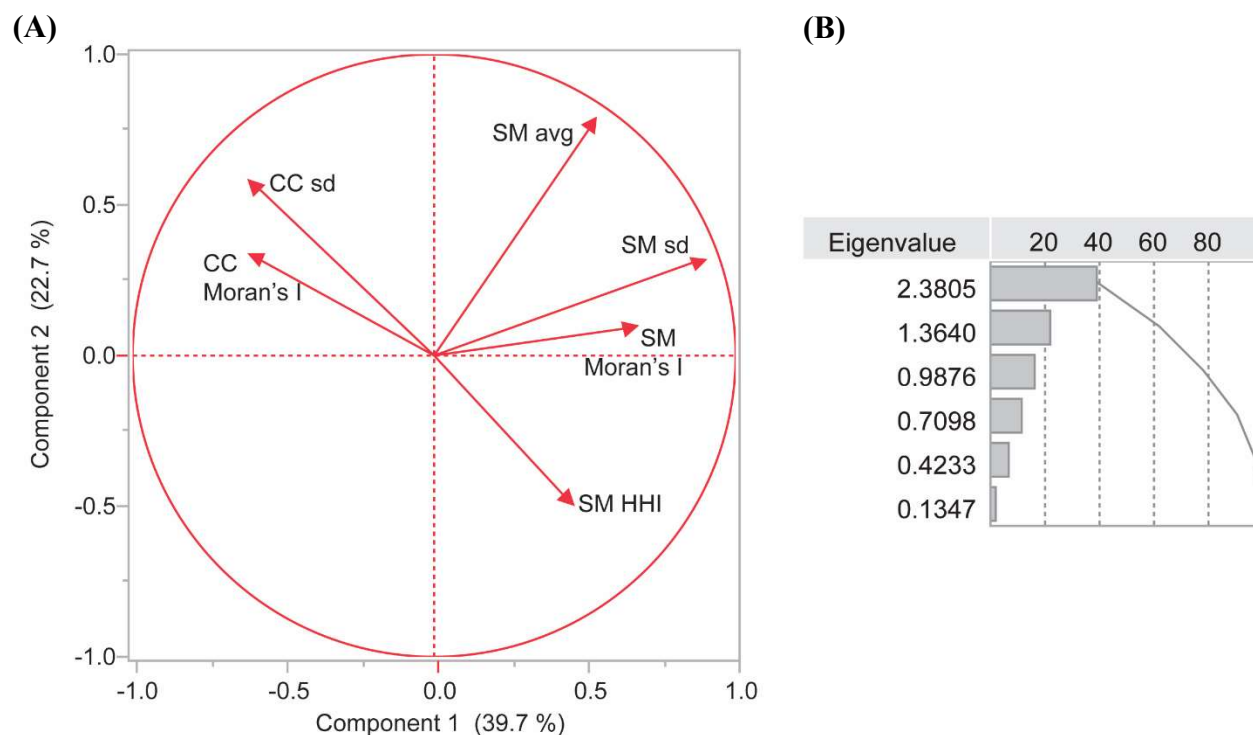 (A)
1.0
0.5
0.0
-0.5
-1.0
Component 2 (22.7 %)
SM avg
CC sd
SM sd
CC
Moran's I
SM
Moran's I
SM HHI
-1.0 -0.5 0.0 0.5 1.0
Component 1 (39.7 %)
(B)
Eigenvalue 20 40 60 80
2.3805
1.3640
0.9876
0.7098
0.4233
0.1347